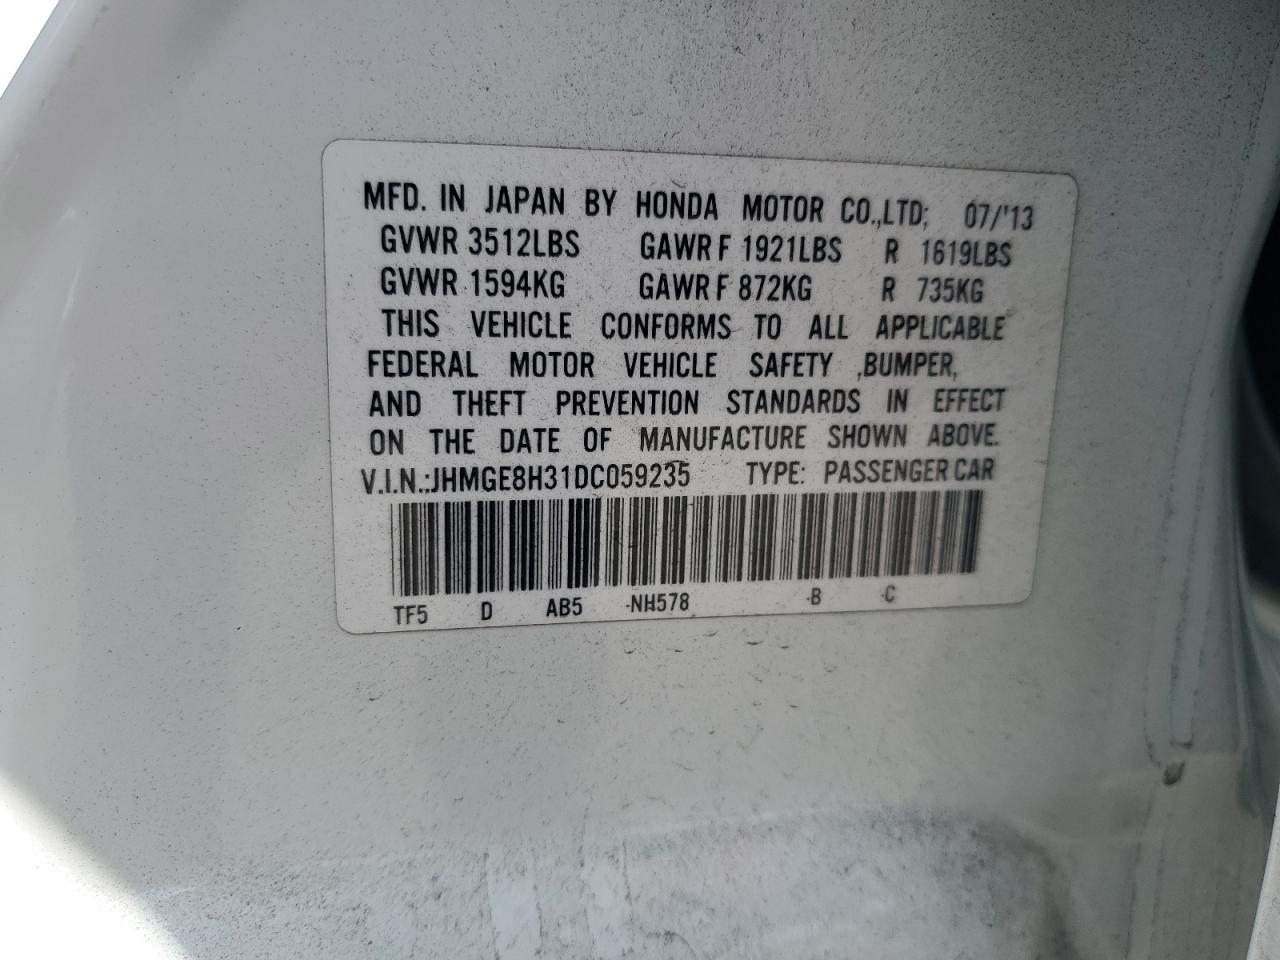 MFD. IN JAPAN BY HONDA MOTOR CO.,LTD; 07/'13
GVWR 3512LBS GAWR F 1921LBS R 1619LBS
GVWR 1594KG GAWR F 872KG R 735KG
THIS VEHICLE CONFORMS TO ALL APPLICABLE
FEDERAL MOTOR VEHICLE SAFETY ,BUMPER,
AND THEFT PREVENTION STANDARDS IN EFFECT
ON THE DATE OF MANUFACTURE SHOWN ABOVE.
V.I.N.:JHMGE8H31DC059235 TYPE: PASSENGER CAR
TF5 D AB5 -NH578 -B -C